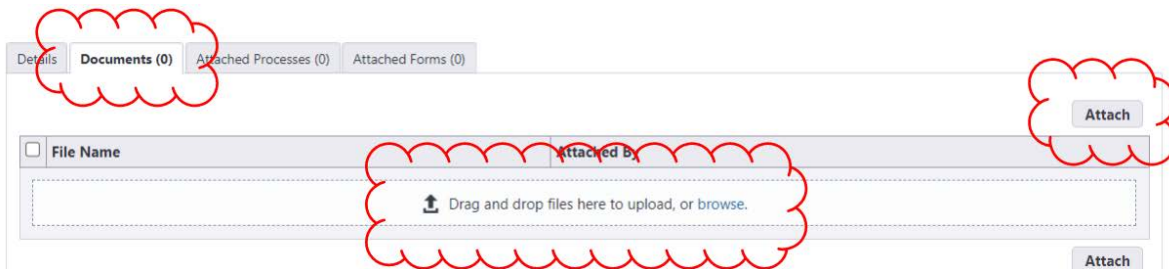 Details Documents (0) Attached Processes (0) Attached Forms (0)
Attach
File Name Attached By
Drag and drop files here to upload, or browse.
Attach